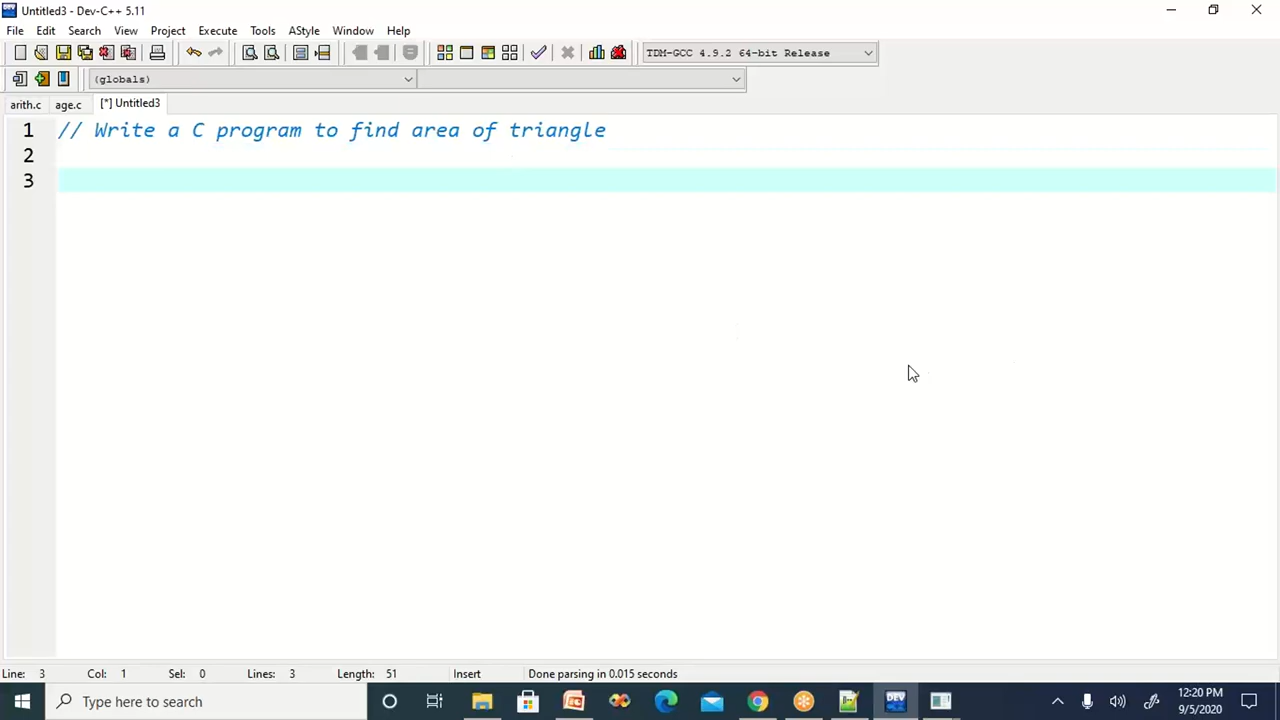 Untitled3 - Dev-C++ 5.11
File Edit Search View Project Execute Tools AStyle Window Help
TDM-GCC 4.9.2 64-bit Release
(globals)
arith.c age.c [*] Untitled3
1 // Write a C program to find area of triangle
2
3
Line: 3 Col: 1 Sel: 0 Lines: 3 Length: 51 Insert Done parsing in 0.015 seconds
Type here to search
DEV
12:20 PM
9/5/2020